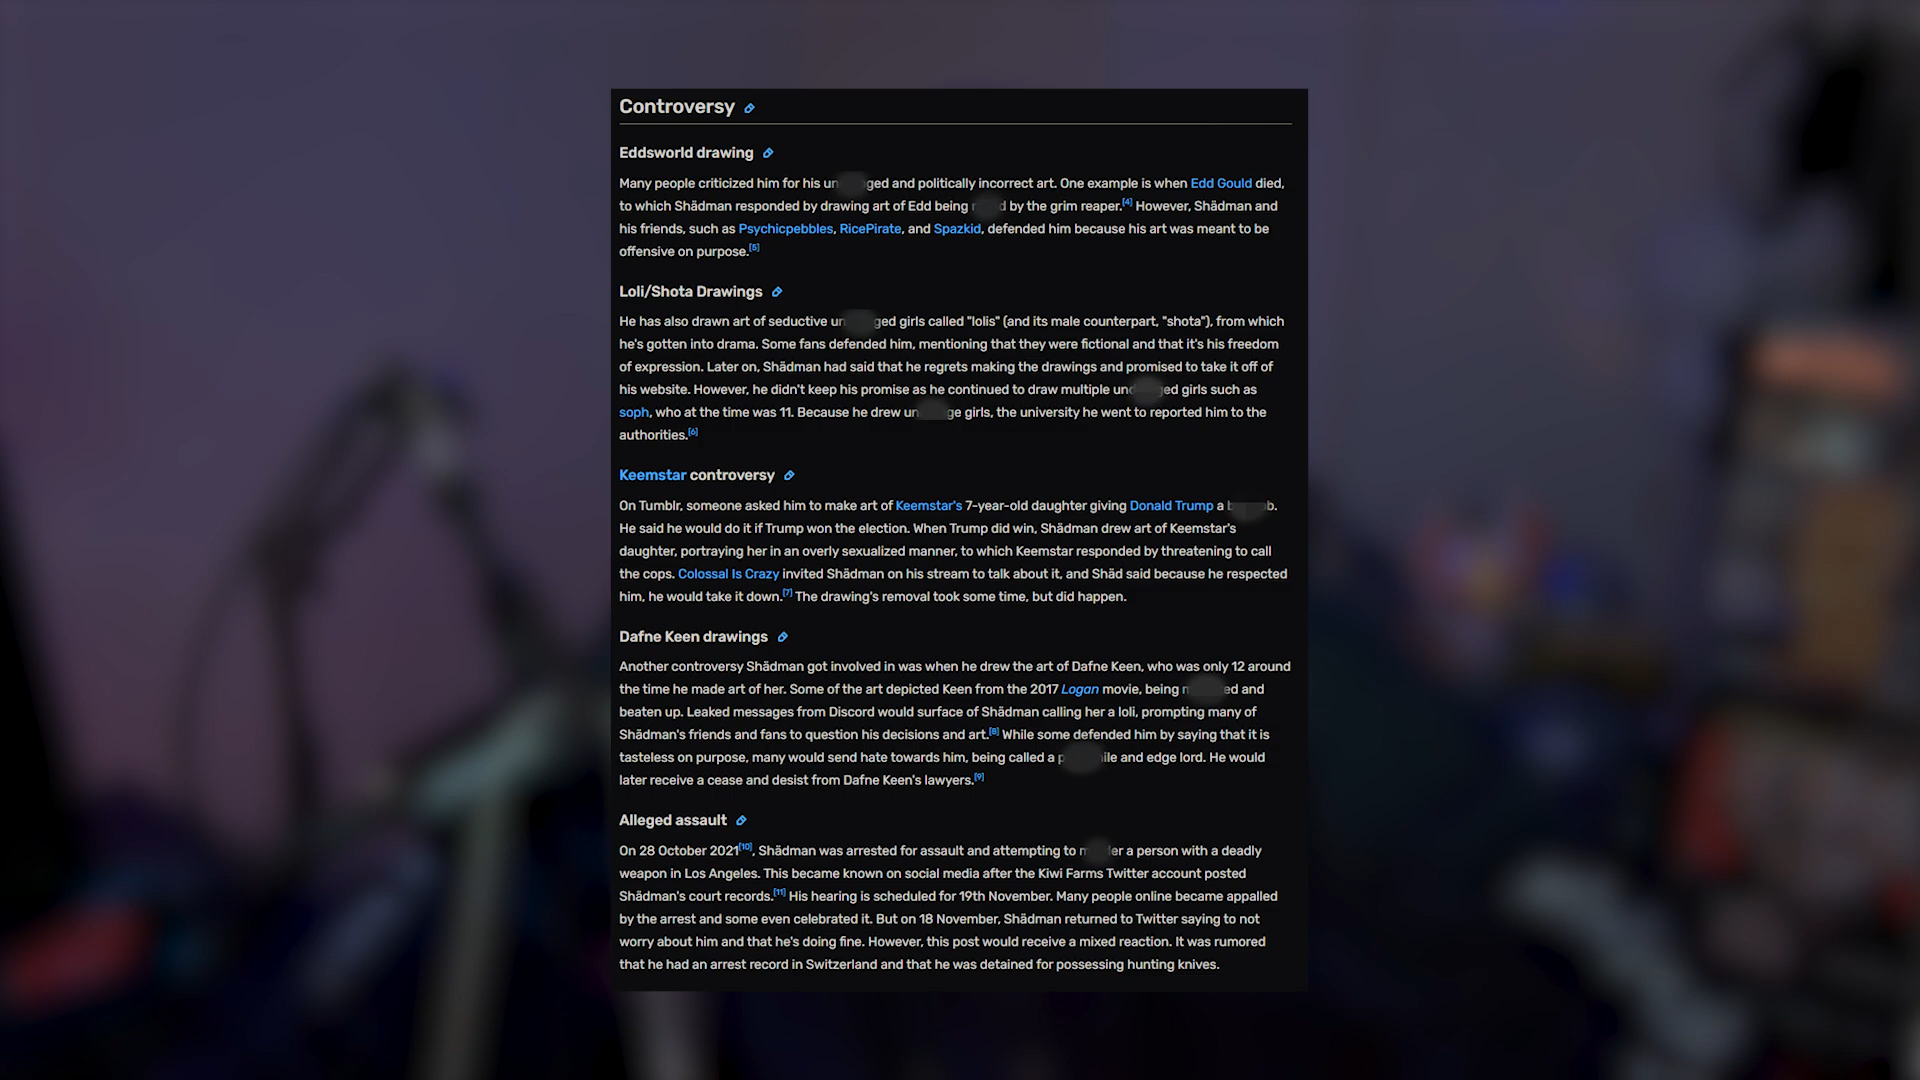 Controversy
Eddsworld drawing
Many people criticized him for his and politically incorrect art. One example is when Edd Gould died,
to which Shädman responded by drawing art of Edd being by the grim reaper.[4] However, Shädman and
his friends, such as Psychicpebbles, RicePirate, and Spazkid, defended him because his art was meant to be
offensive on purpose.[5]
Loli/Shota Drawings
He has also drawn art of seductive girls called "lolis" (and its male counterpart, "shota"), from which
he's gotten into drama. Some fans defended him, mentioning that they were fictional and that it's his freedom
of expression. Later on, Shädman had said that he regrets making the drawings and promised to take it off of
his website. However, he didn't keep his promise as he continued to draw multiple girls such as
soph, who at the time was 11. Because he drew girls, the university he went to reported him to the
authorities.[6]
Keemstar controversy
On Tumblr, someone asked him to make art of Keemstar's 7-year-old daughter giving Donald Trump a
He said he would do it if Trump won the election. When Trump did win, Shädman drew art of Keemstar's
daughter, portraying her in an overly sexualized manner, to which Keemstar responded by threatening to call
the cops. Colossal Is Crazy invited Shädman on his stream to talk about it, and Shäd said because he respected
him, he would take it down.[7] The drawing's removal took some time, but did happen.
Dafne Keen drawings
Another controversy Shädman got involved in was when he drew the art of Dafne Keen, who was only 12 around
the time he made art of her. Some of the art depicted Keen from the 2017 Logan movie, being and
beaten up. Leaked messages from Discord would surface of Shädman calling her a loli, prompting many of
Shädman's friends and fans to question his decisions and art.[8] While some defended him by saying that it is
tasteless on purpose, many would send hate towards him, being called a and edge lord. He would
later receive a cease and desist from Dafne Keen's lawyers.[9]
Alleged assault
On 28 October 2021[10], Shädman was arrested for assault and attempting to a person with a deadly
weapon in Los Angeles. This became known on social media after the Kiwi Farms Twitter account posted
Shädman's court records.[11] His hearing is scheduled for 19th November. Many people online became appalled
by the arrest and some even celebrated it. But on 18 November, Shädman returned to Twitter saying to not
worry about him and that he's doing fine. However, this post would receive a mixed reaction. It was rumored
that he had an arrest record in Switzerland and that he was detained for possessing hunting knives.